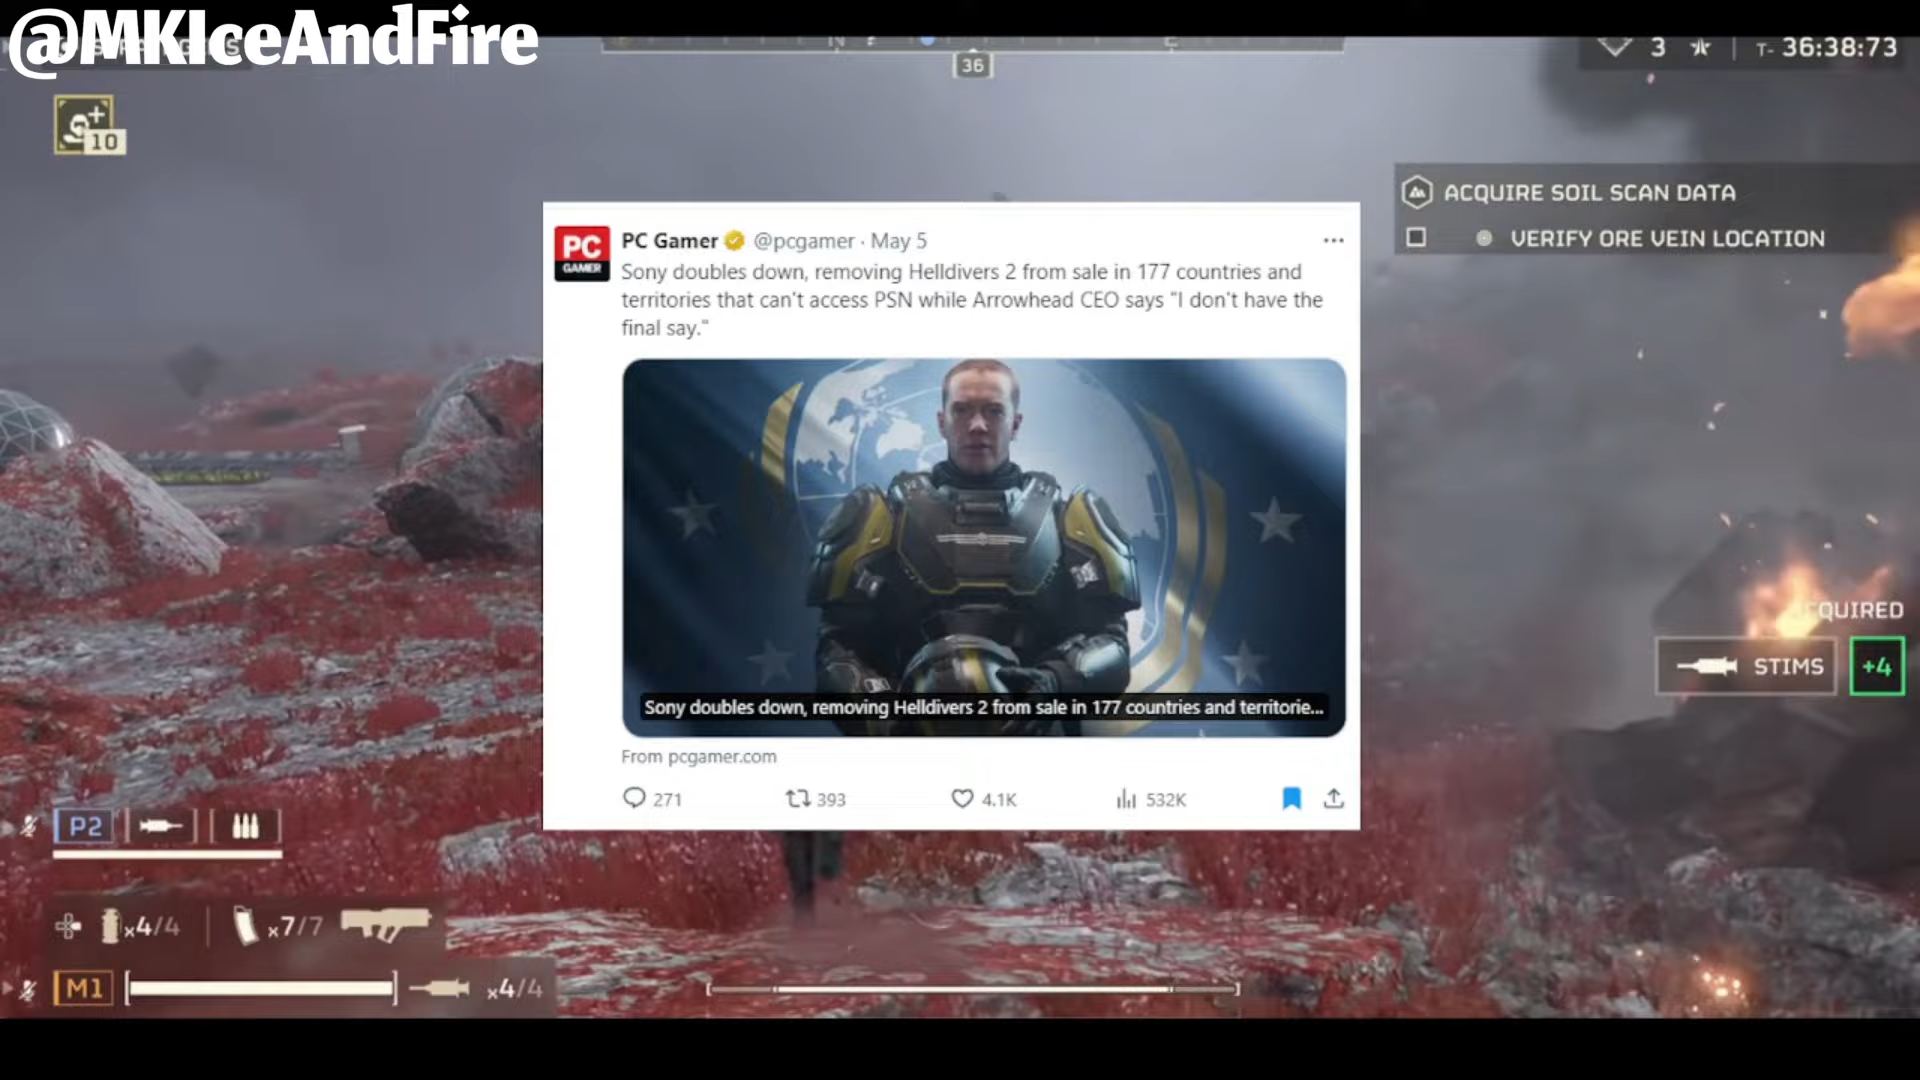 @MKIceAndFire
36
3
T- 36:38:73
10
ACQUIRE SOIL SCAN DATA
VERIFY ORE VEIN LOCATION
PC GAMER
PC Gamer @pcgamer · May 5
Sony doubles down, removing Helldivers 2 from sale in 177 countries and
territories that can't access PSN while Arrowhead CEO says "I don't have the
final say."
Sony doubles down, removing Helldivers 2 from sale in 177 countries and territorie...
From pcgamer.com
271 393 4.1K 532K
STIMS +4
P2
x4/4 x7/7
M1 x4/4